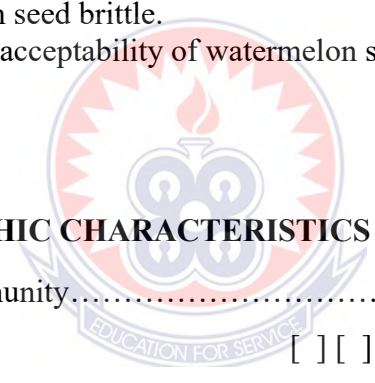 n seed brittle.
acceptability of watermelon s
HIC CHARACTERISTICS
nunity……………………………
[ ] [ ]
EDUCATION FOR SERVICE